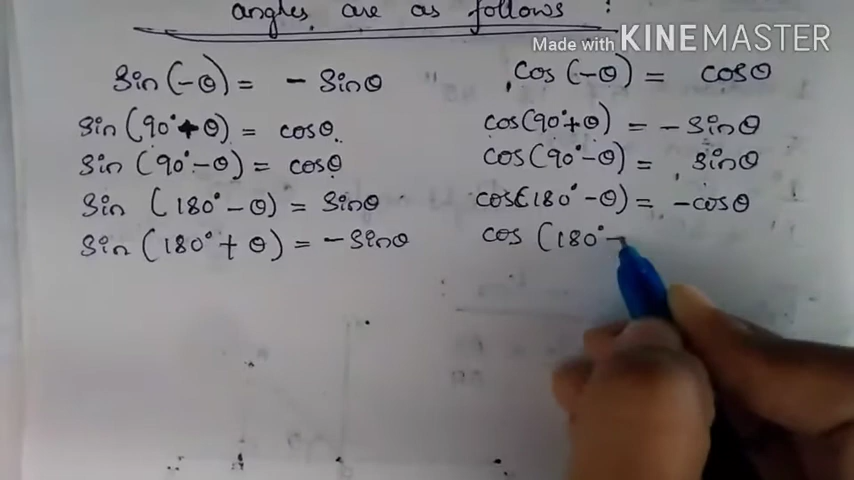 angles are as follows :
Made with KINEMASTER
sin(-θ) = - sinθ
cos(-θ) = cosθ
sin(90°+θ) = cosθ
cos(90°+θ) = -sinθ
sin(90°-θ) = cosθ
cos(90°-θ) = sinθ
sin (180°-θ) = sinθ
cos(180°-θ) = -cosθ
sin(180°+θ) = -sinθ
cos (180°-